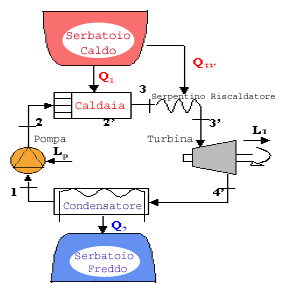 Serbatoio
Caldo
Q1
Q33'
3
Serpentino Riscaldatore
Caldaia
2
2'
3'
Pompa
Turbina
LT
Lp
1
4'
Condensatore
Q2
Serbatoio
Freddo